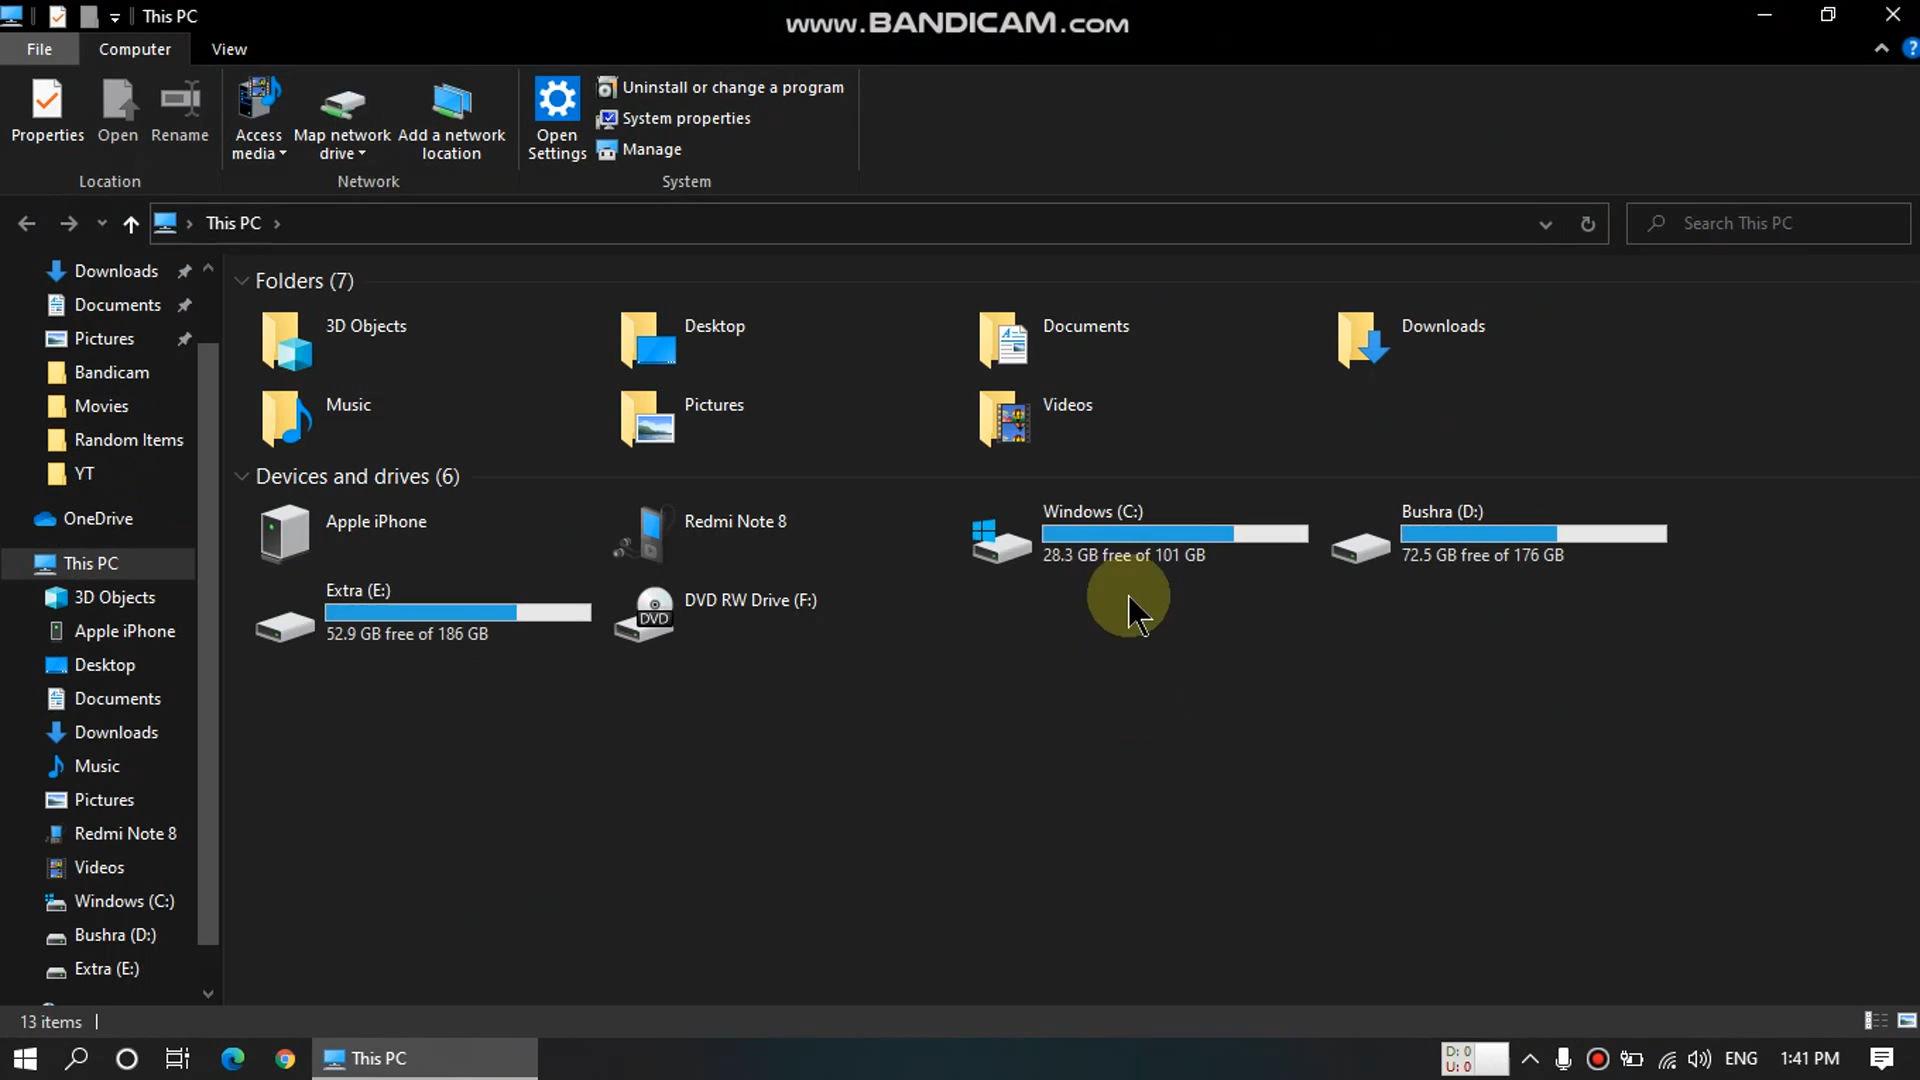 This PC
www.BANDICAM.com
File
Computer
View
Properties
Open
Rename
Access media
Map network drive
Add a network location
Open Settings
Uninstall or change a program
System properties
Manage
Location
Network
System
This PC
Search This PC
Downloads
Documents
Pictures
Bandicam
Movies
Random Items
YT
OneDrive
This PC
3D Objects
Apple iPhone
Desktop
Documents
Downloads
Music
Pictures
Redmi Note 8
Videos
Windows (C:)
Bushra (D:)
Extra (E:)
Folders (7)
3D Objects
Desktop
Documents
Downloads
Music
Pictures
Videos
Devices and drives (6)
Apple iPhone
Redmi Note 8
Windows (C:)
28.3 GB free of 101 GB
Bushra (D:)
72.5 GB free of 176 GB
Extra (E:)
52.9 GB free of 186 GB
DVD
DVD RW Drive (F:)
13 items
This PC
D: 0
U: 0
ENG
1:41 PM